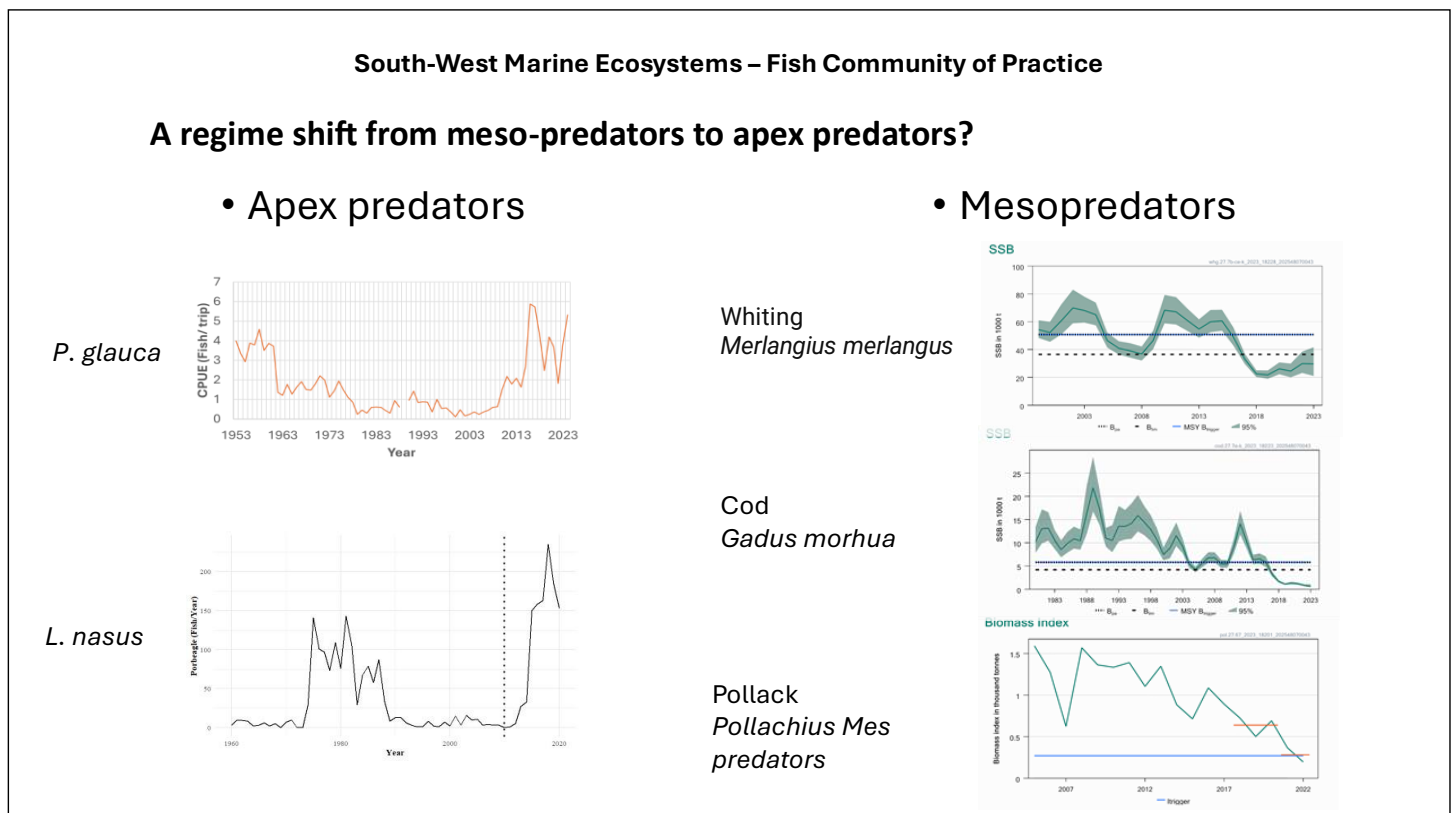 South-West Marine Ecosystems – Fish Community of Practice
A regime shift from meso-predators to apex predators?
• Apex predators
P. glauca
CPUE (Fish/ trip)
7
6
5
4
3
2
1
0
1953 1963 1973 1983 1993 2003 2013 2023
Year
L. nasus
Porbeagle (Fish/Year)
200
150
100
50
0
1960 1980 2000 2020
Year
• Mesopredators
Whiting
Merlangius merlangus
SSB
SSB in 1000 t
100
80
60
40
20
0
2003 2008 2013 2018 2023
MSY Btrigger 95%
Cod
Gadus morhua
SSB
SSB in 1000 t
25
20
15
10
5
0
1983 1988 1993 1998 2003 2008 2013 2018 2023
MSY Btrigger 95%
Pollack
Pollachius Mes
predators
Biomass index
Biomass index in thousand tonnes
1.5
1
0.5
0
2007 2012 2017 2022
Itrigger